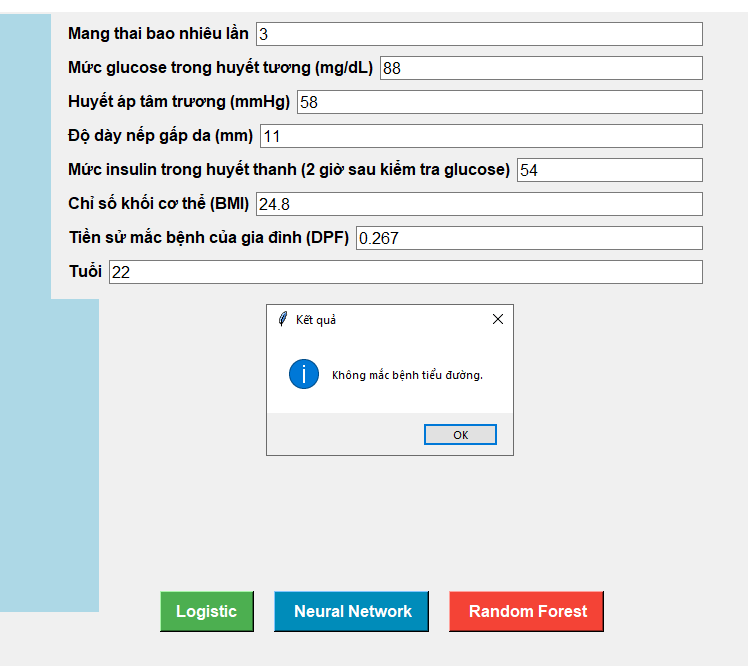 Mang thai bao nhiêu lần 3
Mức glucose trong huyết tương (mg/dL) 88
Huyết áp tâm trương (mmHg) 58
Độ dày nếp gấp da (mm) 11
Mức insulin trong huyết thanh (2 giờ sau kiểm tra glucose) 54
Chỉ số khối cơ thể (BMI) 24.8
Tiền sử mắc bệnh của gia đình (DPF) 0.267
Tuổi 22
Kết quả
Không mắc bệnh tiểu đường.
OK
Logistic Neural Network Random Forest